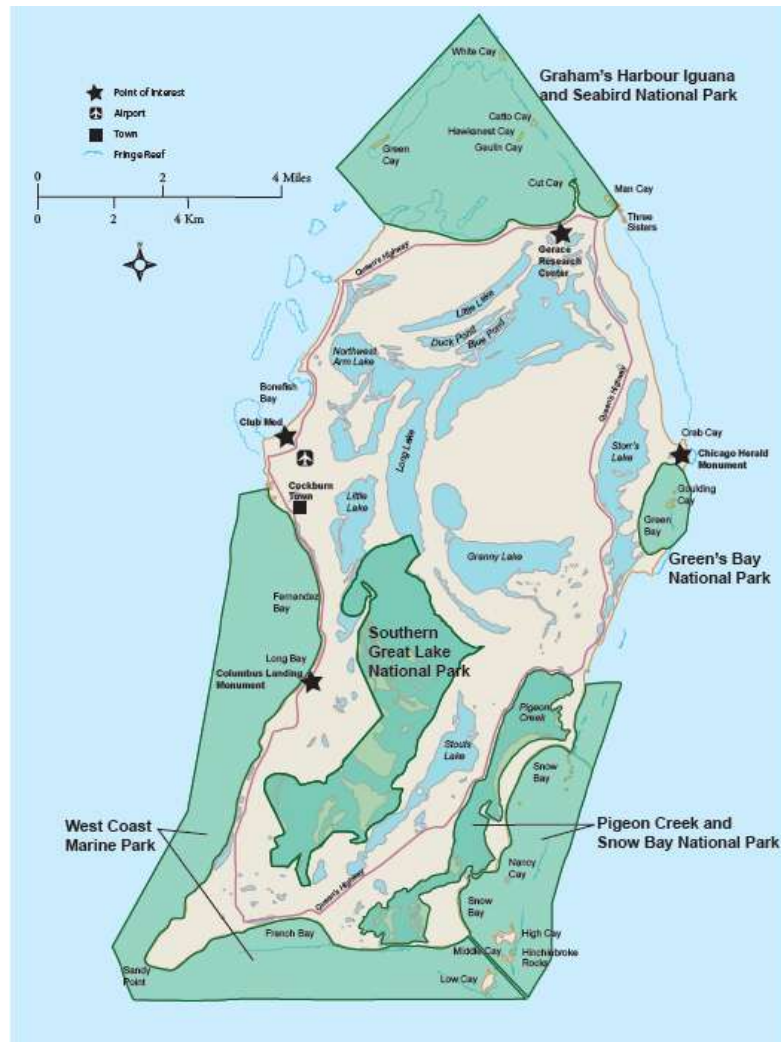 White Cay
Graham's Harbour Iguana
and Seabird National Park
Point of Interest
Airport
Town
Fringe Reef
Catto Cay
Hawksnest Cay
Gaulin Cay
Green
Cay
0 2 4 Miles
0 2 4 Km
Cut Cay
Man Cay
Three
Sisters
N
Gerace
Research
Center
Queen's Highway
Little Lake
Duck Pond
Blue Pond
Northwest
Arm Lake
Bonefish
Bay
Queen's Highway
Club Med
Long Lake
Storr's
Lake
Crab Cay
Chicago Herald
Monument
Cockburn
Town
Little
Lake
Goulding
Cay
Green
Bay
Granny Lake
Green's Bay
National Park
Fernandez
Bay
Southern
Great Lake
National Park
Long Bay
Columbus Landing
Monument
Pigeon
Creek
Stouts
Lake
Snow
Bay
West Coast
Marine Park
Pigeon Creek and
Snow Bay National Park
Nancy
Cay
Queen's Highway
Snow
Bay
French Bay
High Cay
Middle Cay
Hinchiebroke
Rocks
Sandy
Point
Low Cay